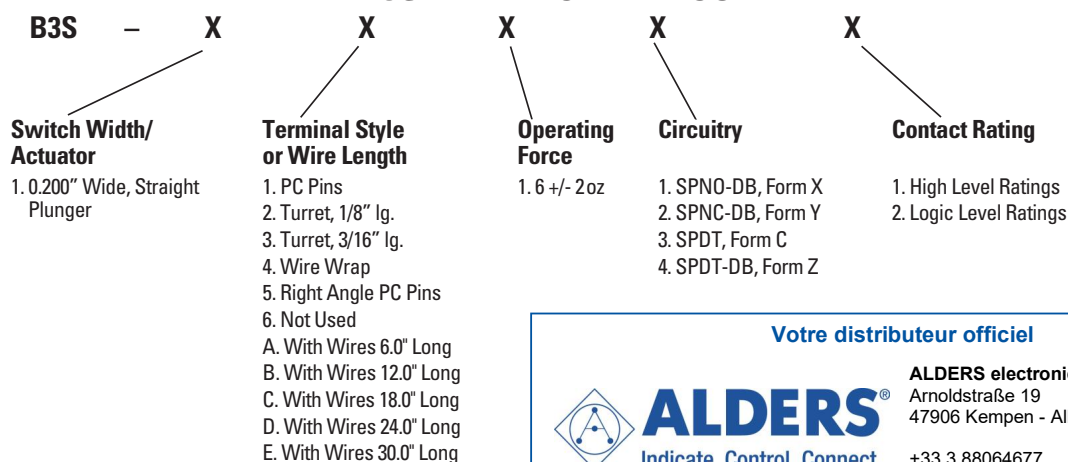 B3S – X X X X X
Switch Width/
Actuator
1. 0.200" Wide, Straight
Plunger
Terminal Style
or Wire Length
1. PC Pins
2. Turret, 1/8" lg.
3. Turret, 3/16" lg.
4. Wire Wrap
5. Right Angle PC Pins
6. Not Used
A. With Wires 6.0" Long
B. With Wires 12.0" Long
C. With Wires 18.0" Long
D. With Wires 24.0" Long
E. With Wires 30.0" Long
Operating
Force
1. 6 +/- 2 oz
Circuitry
1. SPNO-DB, Form X
2. SPNC-DB, Form Y
3. SPDT, Form C
4. SPDT-DB, Form Z
Contact Rating
1. High Level Ratings
2. Logic Level Ratings
Votre distributeur officiel
A
ALDERS®
Indicate. Control. Connect.
ALDERS electroni
Arnoldstraße 19
47906 Kempen - Al
+33 3 88064677